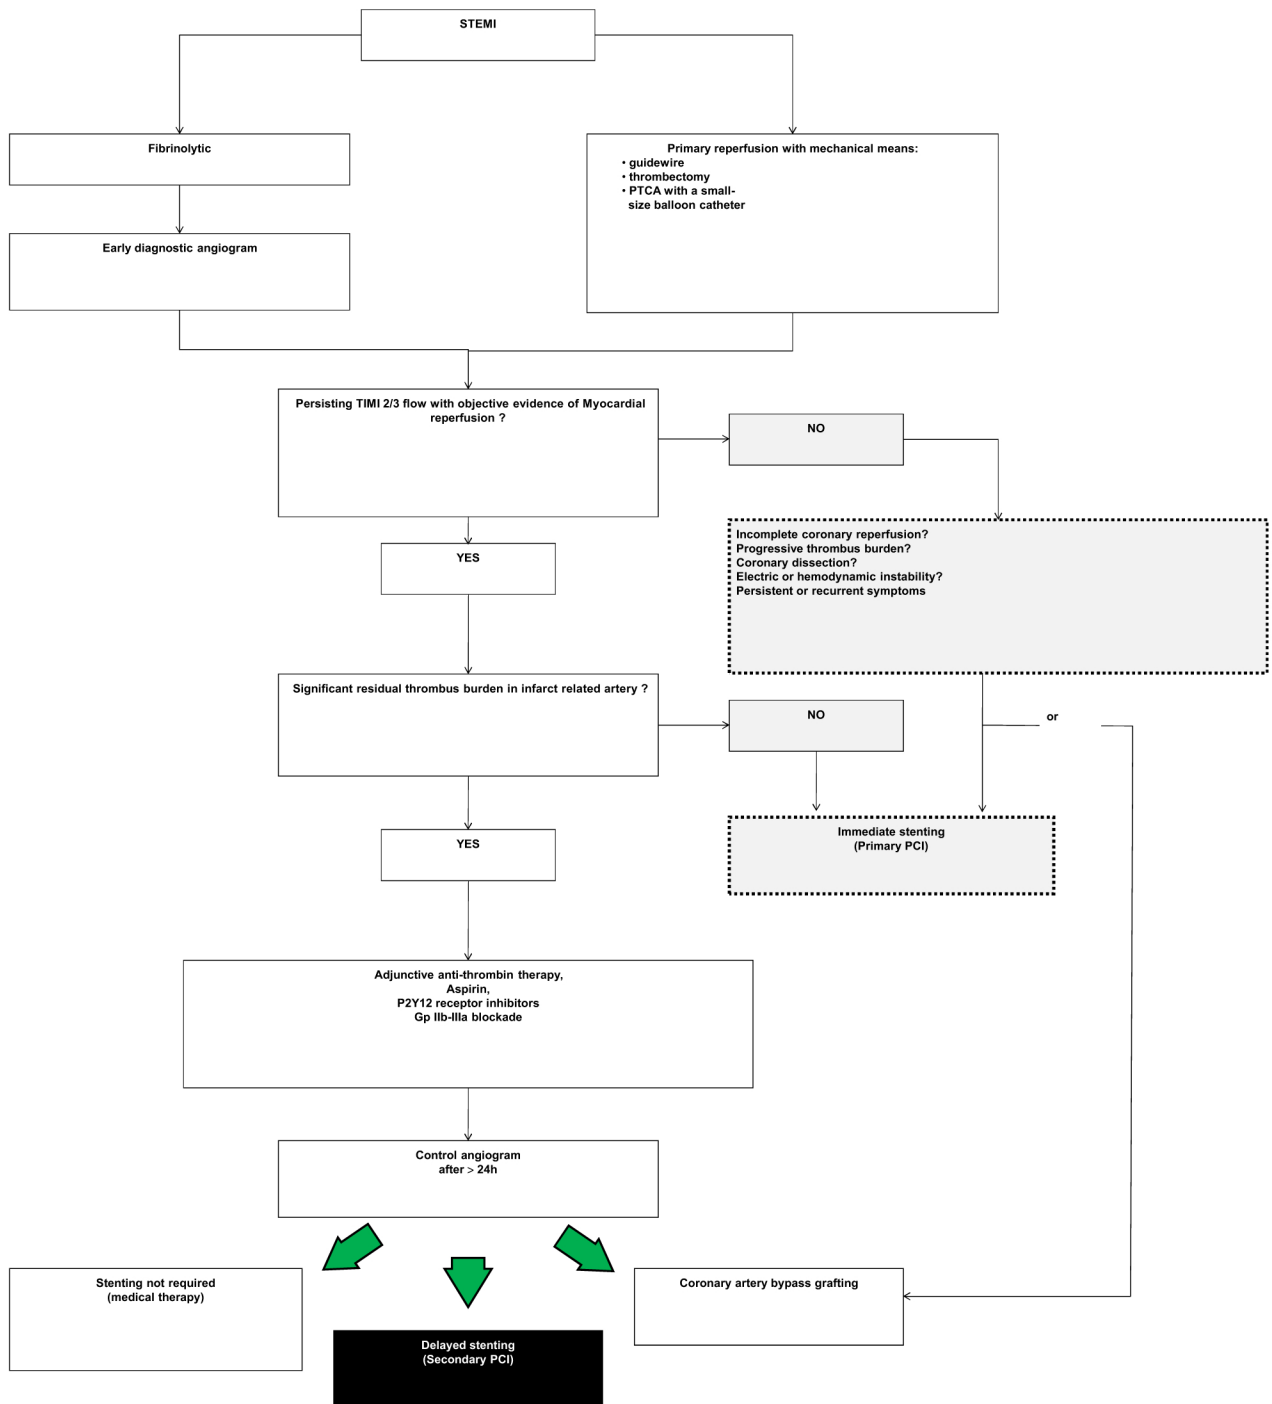 STEMI
Fibrinolytic
Primary reperfusion with mechanical means:
• guidewire
• thrombectomy
• PTCA with a small-
size balloon catheter
Early diagnostic angiogram
Persisting TIMI 2/3 flow with objective evidence of Myocardial
reperfusion ?
NO
YES
Incomplete coronary reperfusion?
Progressive thrombus burden?
Coronary dissection?
Electric or hemodynamic instability?
Persistent or recurrent symptoms
Significant residual thrombus burden in infarct related artery ?
NO
or
YES
Immediate stenting
(Primary PCI)
Adjunctive anti-thrombin therapy,
Aspirin,
P2Y12 receptor inhibitors
Gp IIb-IIIa blockade
Control angiogram
after > 24h
Stenting not required
(medical therapy)
Coronary artery bypass grafting
Delayed stenting
(Secondary PCI)